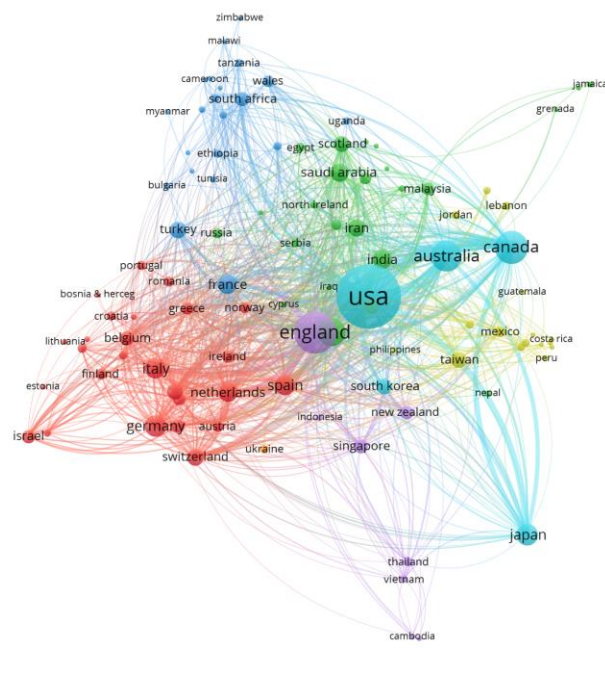 zimbabwe
malawi
tanzania
cameroon
wales
jamaica
south africa
grenada
myanmar
uganda
egypt
scotland
ethiopia
saudi arabia
tunisia
bulgaria
malaysia
north ireland
lebanon
jordan
turkey
russia
iran
serbia
canada
india
australia
portugal
romania
france
iraq
usa
guatemala
bosnia & herceg
croatia
greece
norway
cyprus
england
lithuania
belgium
mexico
costa rica
philippines
ireland
taiwan
peru
italy
finland
estonia
netherlands
spain
south korea
nepal
new zealand
indonesia
israel
germany
austria
singapore
switzerland
ukraine
japan
thailand
vietnam
cambodia